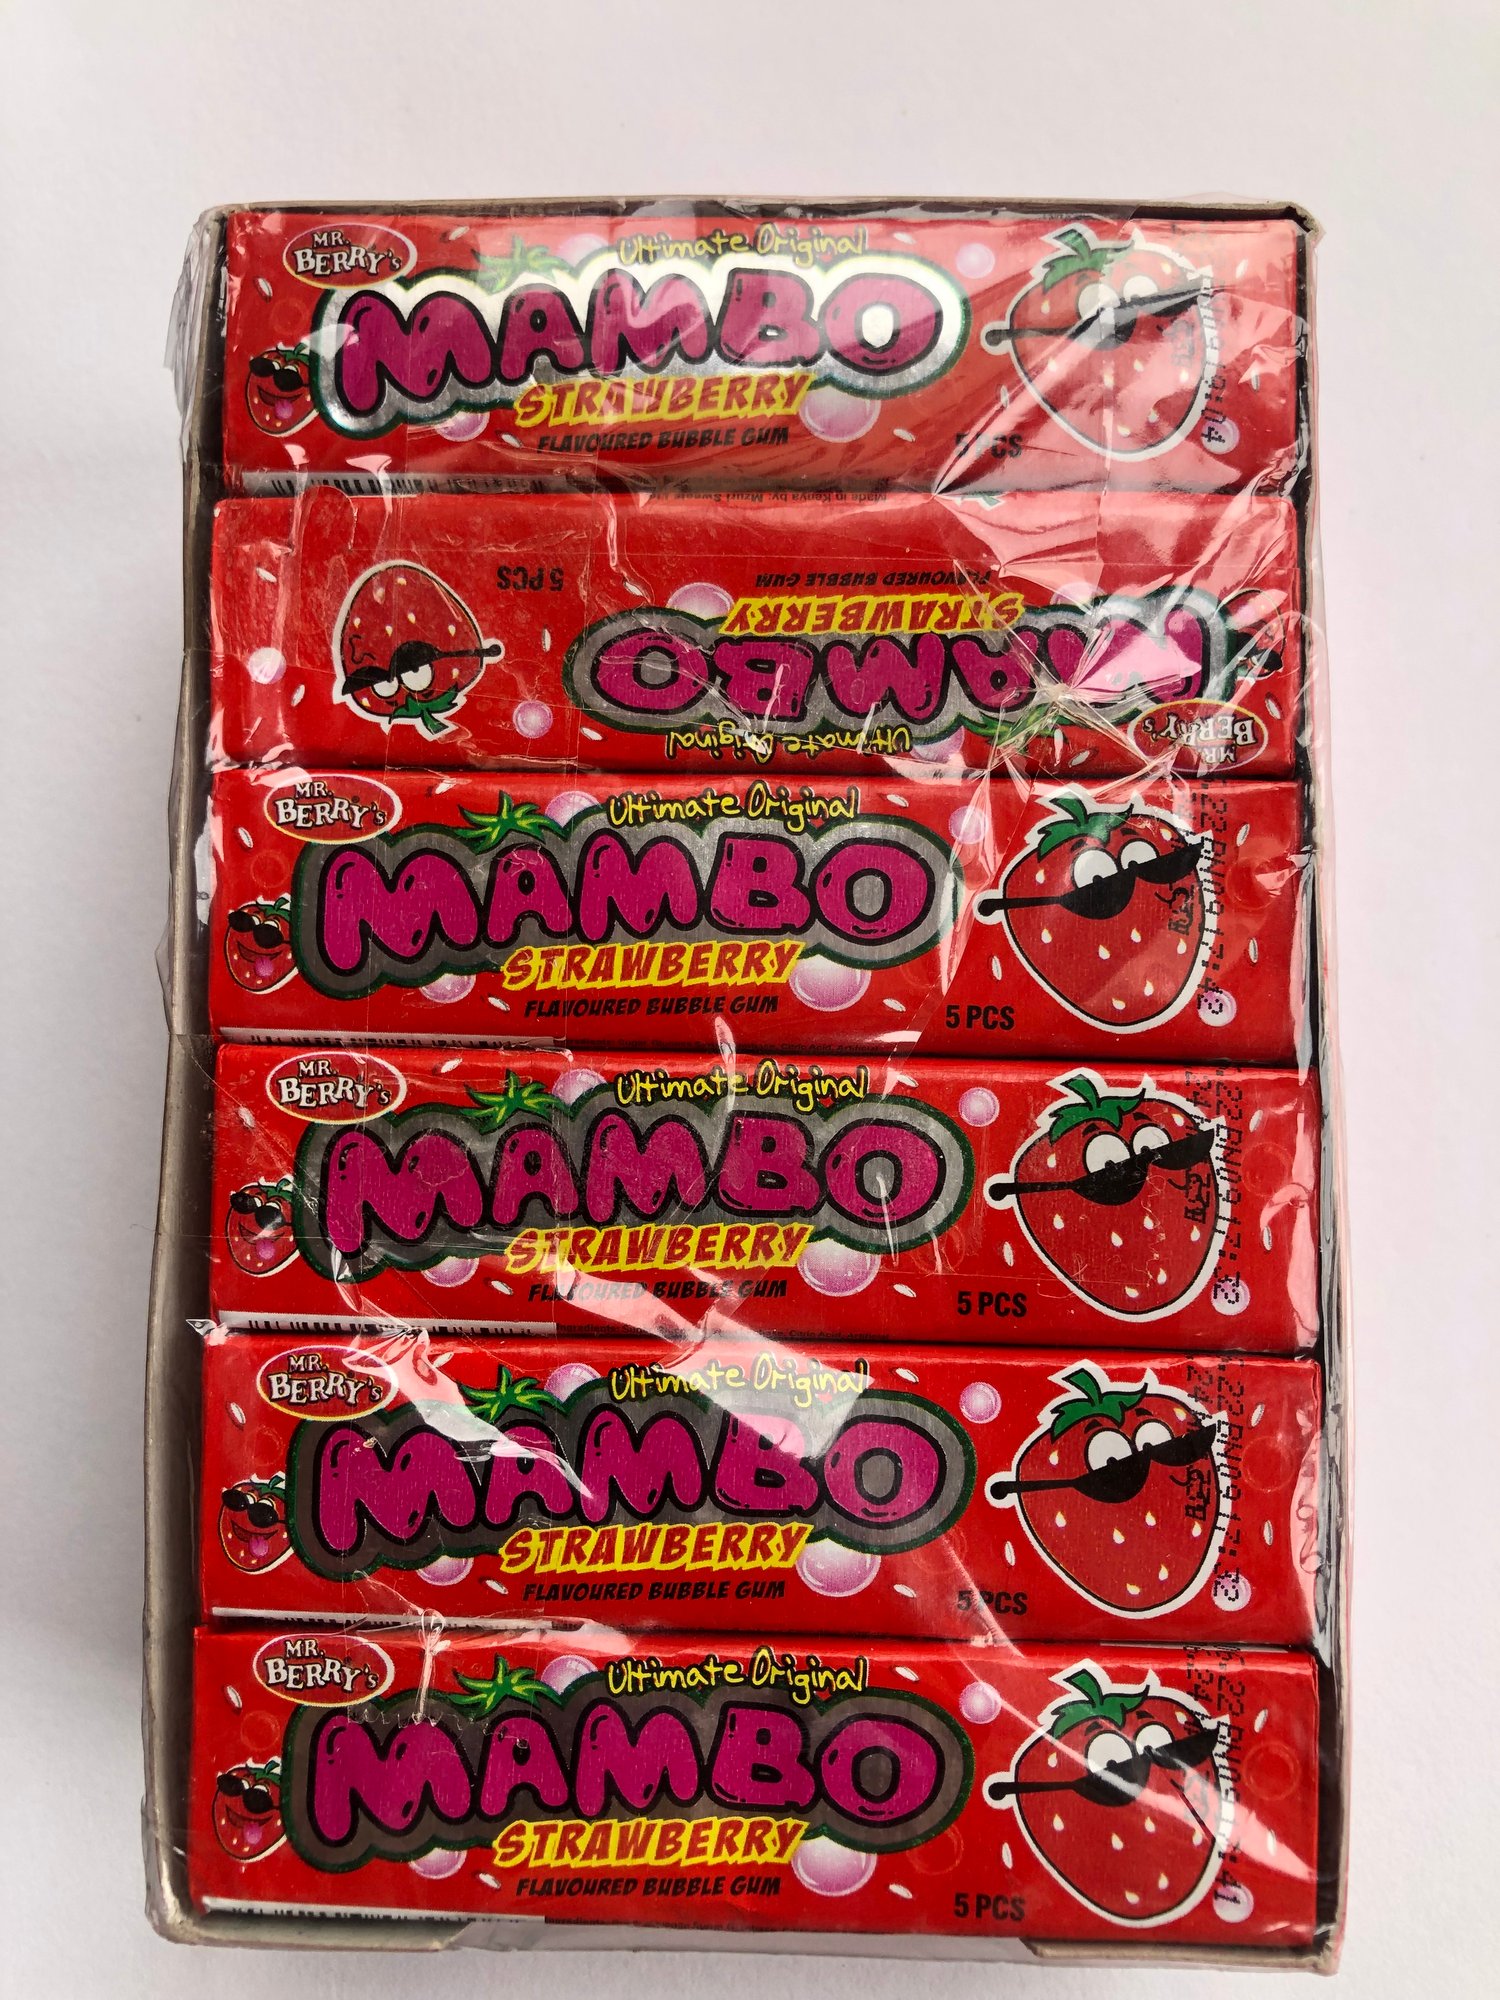 MR.
BERRY's
Ultimate Original
MAMBO
STRAWBERRY
FLAVOURED BUBBLE GUM
5 PCS
Made in Kenya by: Mzuri Sweets Ltd
5 PCS
FLAVOURED BUBBLE GUM
STRAWBERRY
MAMBO
Ultimate Original
MR.
BERRY's
MR.
BERRY's
Ultimate Original
MAMBO
STRAWBERRY
FLAVOURED BUBBLE GUM
5 PCS
MR.
BERRY's
Ultimate Original
MAMBO
STRAWBERRY
FLAVOURED BUBBLE GUM
5 PCS
MR.
BERRY's
Ultimate Original
MAMBO
STRAWBERRY
FLAVOURED BUBBLE GUM
5 PCS
MR.
BERRY's
Ultimate Original
MAMBO
STRAWBERRY
FLAVOURED BUBBLE GUM
5 PCS